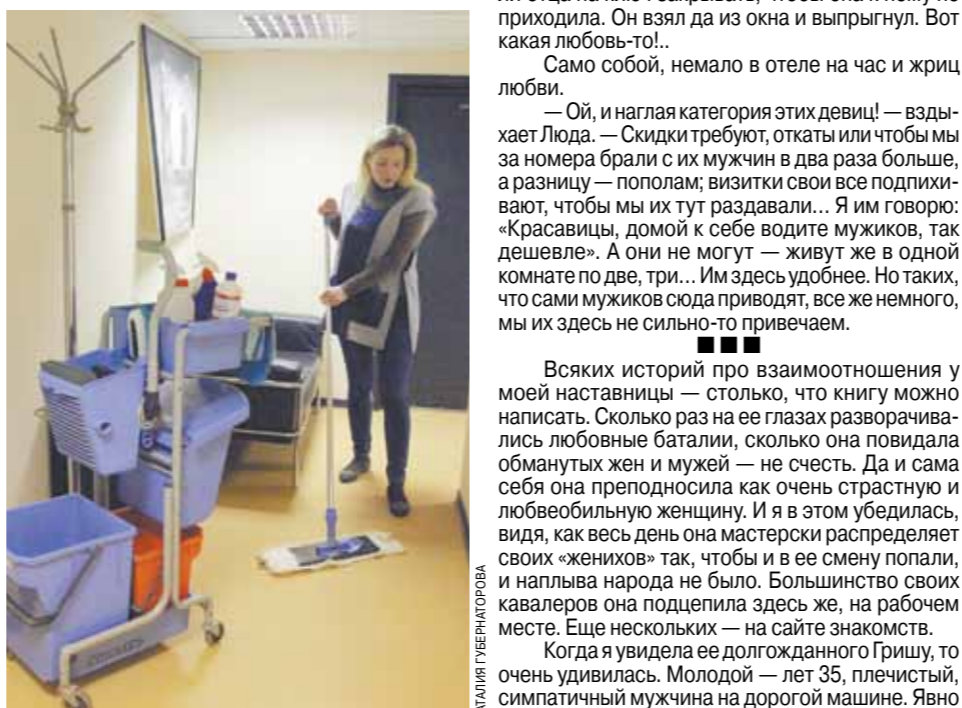 приходила. Он взял да из окна и выпрыгнул. Вот
какая любовь-то!..
Само собой, немало в отеле на час и жриц
любви.
— Ой, и наглая категория этих девиц! — взды-
хает Люда. — Скидки требуют, откаты или чтобы мы
за номера брали с их мужчин в два раза больше,
а разницу — пополам; визитки свои все подпихи-
вают, чтобы мы их тут раздавали... Я им говорю:
«Красавицы, домой к себе водите мужиков, так
дешевле». А они не могут — живут же в одной
комнате по две, три... Им здесь удобнее. Но таких,
что сами мужиков сюда приводят, все же немного,
мы их здесь не сильно-то привечаем.
■ ■ ■
Всяких историй про взаимоотношения у
моей наставницы — столько, что книгу можно
написать. Сколько раз на ее глазах разворачива-
лись любовные баталии, сколько она повидала
обманутых жен и мужей — не счесть. Да и сама
себя она преподносила как очень страстную и
любвеобильную женщину. И я в этом убедилась,
видя, как весь день она мастерски распределяет
своих «женихов» так, чтобы и в ее смену попали,
и наплыва народа не было. Большинство своих
кавалеров она подцепила здесь же, на рабочем
месте. Еще нескольких — на сайте знакомств.
Когда я увидела ее долгожданного Гришу, то
очень удивилась. Молодой — лет 35, плечистый,
симпатичный мужчина на дорогой машине. Явно
АТАЛИЯ ГУБЕРНАТОРОВА